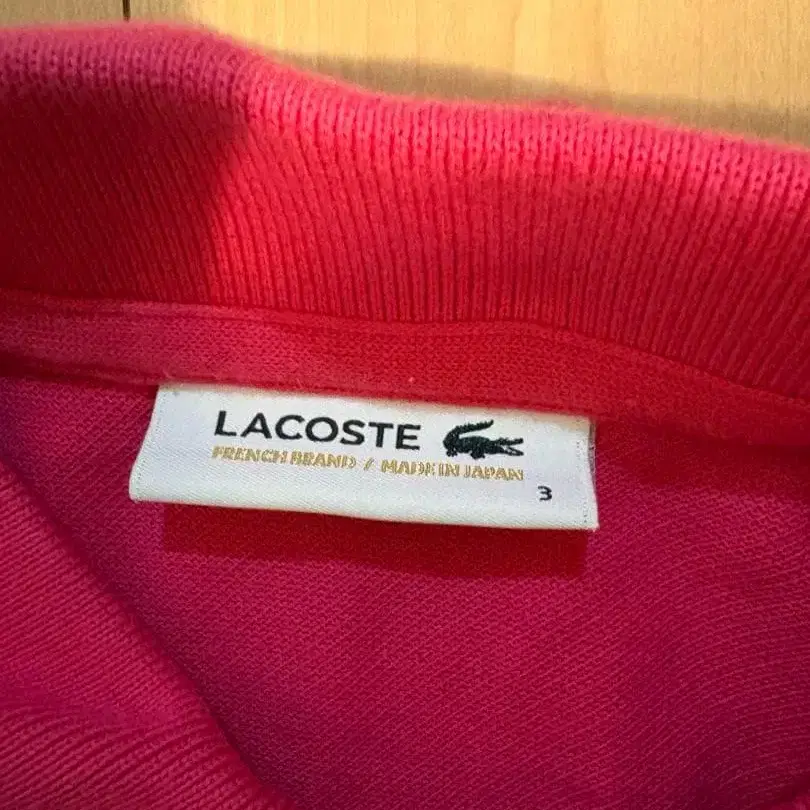 LACOSTE
FRENCH BRAND / MADE IN JAPAN
3